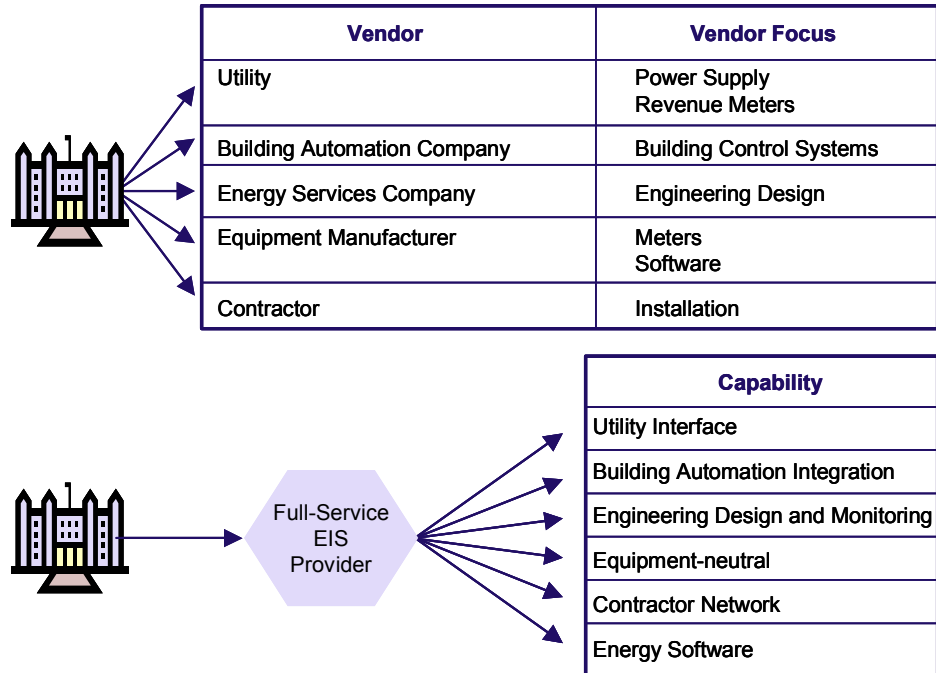 Vendor Vendor Focus
Utility Power Supply
Revenue Meters
Building Automation Company Building Control Systems
Energy Services Company Engineering Design
Equipment Manufacturer Meters
Software
Contractor Installation
Capability
Utility Interface
Building Automation Integration
Full-Service
EIS
Provider
Engineering Design and Monitoring
Equipment-neutral
Contractor Network
Energy Software